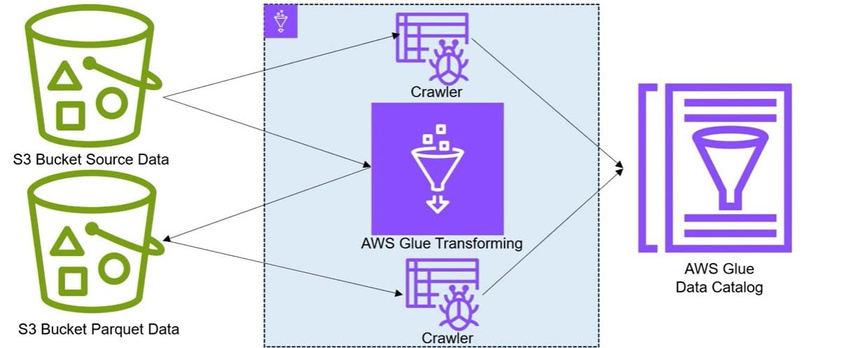 Crawler
S3 Bucket Source Data
AWS Glue Transforming
AWS Glue
Data Catalog
S3 Bucket Parquet Data
Crawler